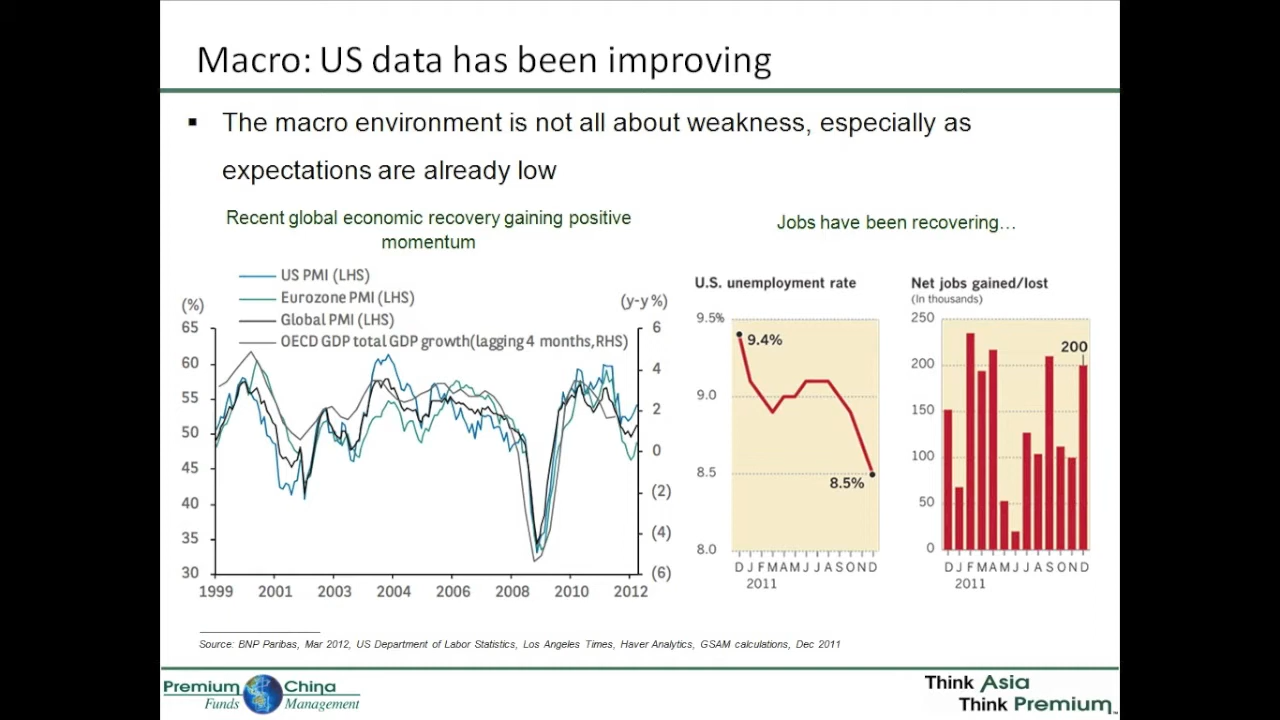 Macro: US data has been improving
▪ The macro environment is not all about weakness, especially as
expectations are already low
Recent global economic recovery gaining positive
momentum
US PMI (LHS)
Eurozone PMI (LHS)
Global PMI (LHS)
OECD GDP total GDP growth(lagging 4 months,RHS)
(%)
(y-y %)
65
60
55
50
45
40
35
30
6
4
2
0
(2)
(4)
(6)
1999 2001 2003 2004 2006 2008 2010 2012
Jobs have been recovering…
U.S. unemployment rate
9.5%
9.0
8.5
8.0
9.4%
8.5%
D J F M A M J J A S O N D
2011
Net jobs gained/lost
(In thousands)
250
200
150
100
50
0
200
D J F M A M J J A S O N D
2011
Source: BNP Paribas, Mar 2012, US Department of Labor Statistics, Los Angeles Times, Haver Analytics, GSAM calculations, Dec 2011
Premium China
Funds Management
Think Asia
Think Premium™